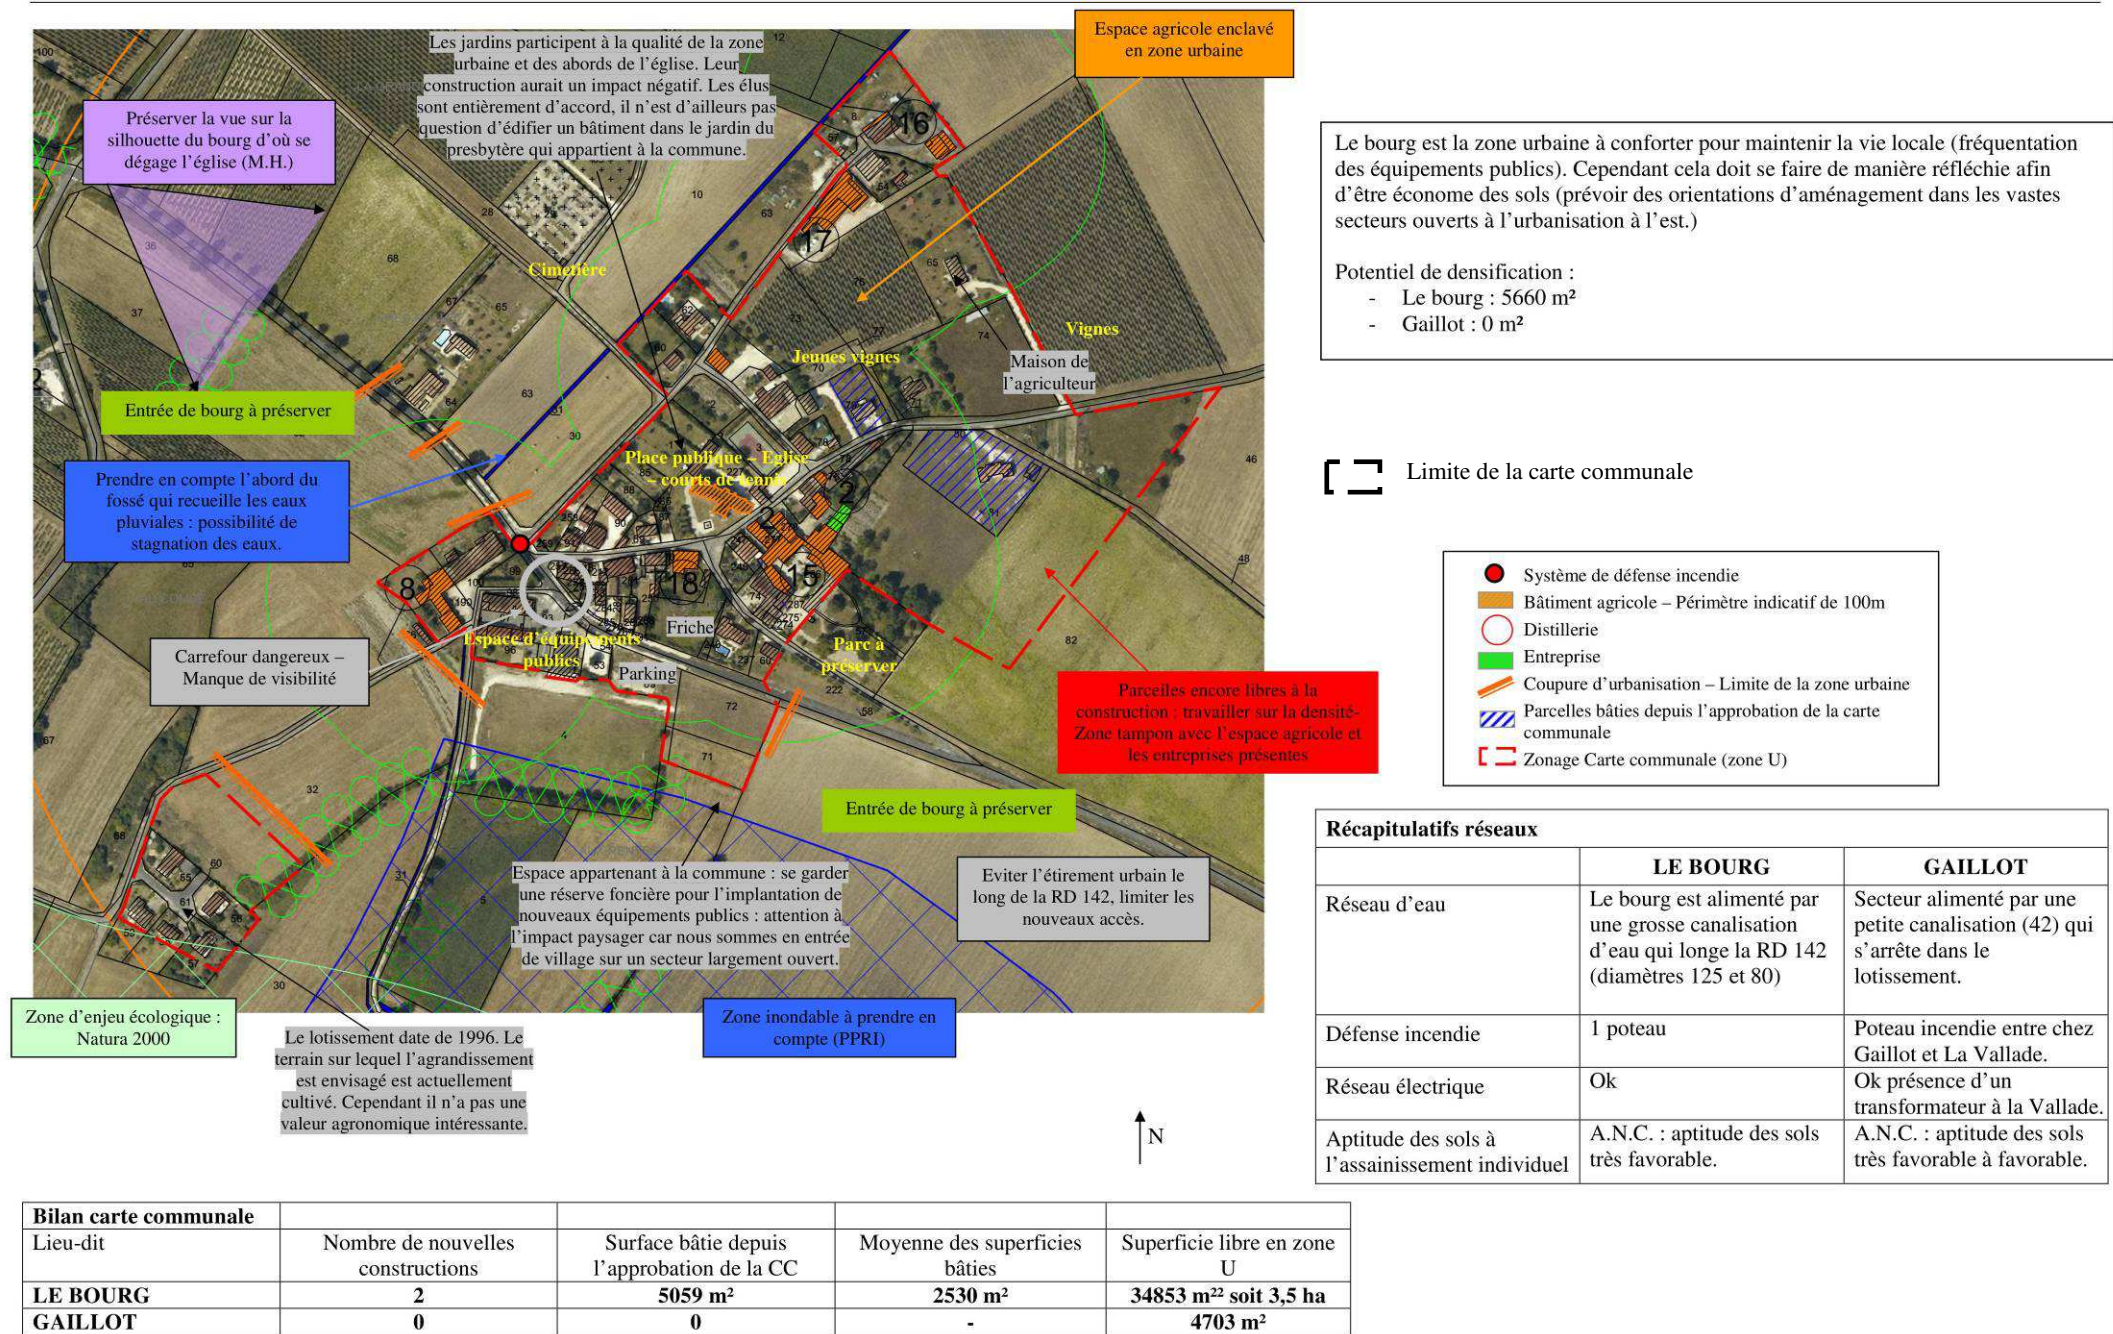 Les jardins participent à la qualité de la zone
urbaine et des abords de l’église. Leur
construction aurait un impact négatif. Les élus
sont entièrement d’accord, il n’est d’ailleurs pas
question d’édifier un bâtiment dans le jardin du
presbytère qui appartient à la commune.
Espace agricole enclavé
en zone urbaine
Préserver la vue sur la
silhouette du bourg d’où se
dégage l’église (M.H.)
Cimetière
Vignes
Jeunes vignes
Maison de
l’agriculteur
Entrée de bourg à préserver
Place publique – Eglise
– courts de tennis
Prendre en compte l’abord du
fossé qui recueille les eaux
pluviales : possibilité de
stagnation des eaux.
16
17
2
2
8
18
15
Carrefour dangereux –
Manque de visibilité
Espace d’équipements
publics
Friche
Parking
Parc à
préserver
Parcelles encore libres à la
construction : travailler sur la densité-
Zone tampon avec l’espace agricole et
les entreprises présentes
Entrée de bourg à préserver
Espace appartenant à la commune : se garder
une réserve foncière pour l’implantation de
nouveaux équipements publics : attention à
l’impact paysager car nous sommes en entrée
de village sur un secteur largement ouvert.
Eviter l’étirement urbain le
long de la RD 142, limiter les
nouveaux accès.
Zone d’enjeu écologique :
Natura 2000
Le lotissement date de 1996. Le
terrain sur lequel l’agrandissement
est envisagé est actuellement
cultivé. Cependant il n’a pas une
valeur agronomique intéressante.
Zone inondable à prendre en
compte (PPRI)
N
Le bourg est la zone urbaine à conforter pour maintenir la vie locale (fréquentation
des équipements publics). Cependant cela doit se faire de manière réfléchie afin
d’être économe des sols (prévoir des orientations d’aménagement dans les vastes
secteurs ouverts à l’urbanisation à l’est.)
Potentiel de densification :
- Le bourg : 5660 m²
- Gaillot : 0 m²
Limite de la carte communale
Système de défense incendie
Bâtiment agricole – Périmètre indicatif de 100m
Distillerie
Entreprise
Coupure d’urbanisation – Limite de la zone urbaine
Parcelles bâties depuis l’approbation de la carte
communale
Zonage Carte communale (zone U)
Récapitulatifs réseaux
LE BOURG GAILLOT
Réseau d’eau
Le bourg est alimenté par
une grosse canalisation
d’eau qui longe la RD 142
(diamètres 125 et 80)
Secteur alimenté par une
petite canalisation (42) qui
s’arrête dans le
lotissement.
Défense incendie
1 poteau
Poteau incendie entre chez
Gaillot et La Vallade.
Réseau électrique
Ok
Ok présence d’un
transformateur à la Vallade.
Aptitude des sols à
l’assainissement individuel
A.N.C. : aptitude des sols
très favorable.
A.N.C. : aptitude des sols
très favorable à favorable.
Bilan carte communale
Lieu-dit
Nombre de nouvelles
constructions
Surface bâtie depuis
l’approbation de la CC
Moyenne des superficies
bâties
Superficie libre en zone
U
LE BOURG 2 5059 m² 2530 m² 34853 m²² soit 3,5 ha
GAILLOT 0 0 - 4703 m²